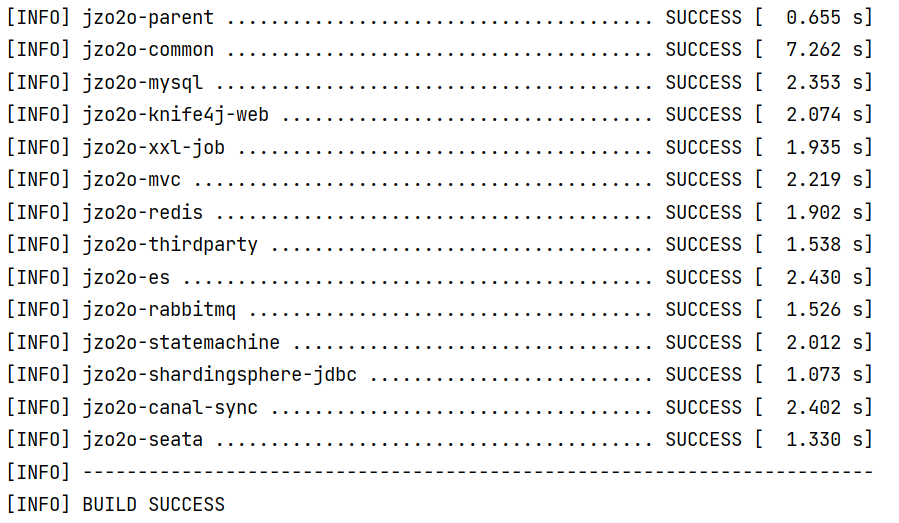 [INFO] jzo2o-parent ....................................... SUCCESS [  0.655 s]
[INFO] jzo2o-common ....................................... SUCCESS [  7.262 s]
[INFO] jzo2o-mysql ........................................ SUCCESS [  2.353 s]
[INFO] jzo2o-knife4j-web .................................. SUCCESS [  2.074 s]
[INFO] jzo2o-xxl-job ...................................... SUCCESS [  1.935 s]
[INFO] jzo2o-mvc .......................................... SUCCESS [  2.219 s]
[INFO] jzo2o-redis ........................................ SUCCESS [  1.902 s]
[INFO] jzo2o-thirdparty ................................... SUCCESS [  1.538 s]
[INFO] jzo2o-es ........................................... SUCCESS [  2.430 s]
[INFO] jzo2o-rabbitmq ..................................... SUCCESS [  1.526 s]
[INFO] jzo2o-statemachine ................................. SUCCESS [  2.012 s]
[INFO] jzo2o-shardingsphere-jdbc .......................... SUCCESS [  1.073 s]
[INFO] jzo2o-canal-sync ................................... SUCCESS [  2.402 s]
[INFO] jzo2o-seata ........................................ SUCCESS [  1.330 s]
[INFO] ------------------------------------------------------------------------
[INFO] BUILD SUCCESS